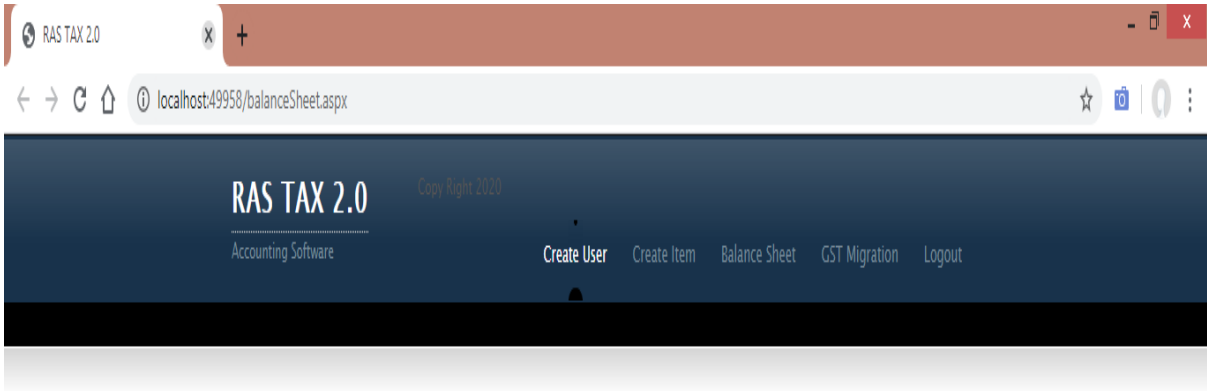 RAS TAX 2.0
localhost:49958/balanceSheet.aspx
RAS TAX 2.0
Copy Right 2020
Accounting Software
Create User Create Item Balance Sheet GST Migration Logout